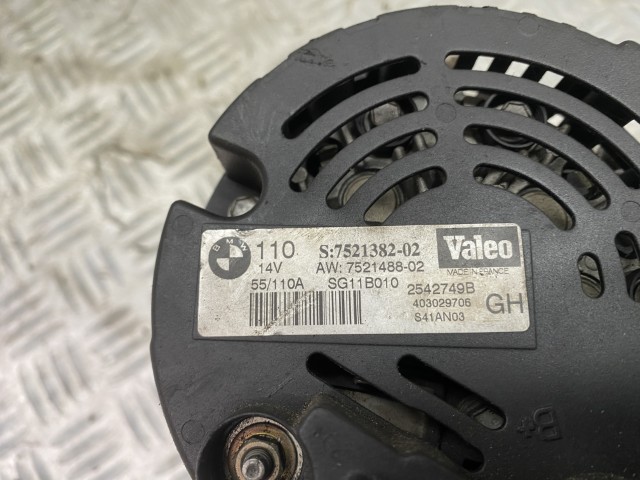 BMW
110 S:7521382-02 Valeo
14V AW: 7521488-02 MADE IN FRANCE
55/110A SG11B010 2542749B
403029706 GH
S41AN03
D+